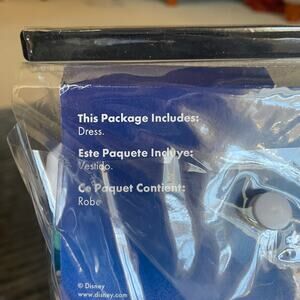 This Package Includes:
Dress.
Este Paquete Incluye:
Vestido.
Ce Paquet Contient:
Robe
© Disney
www.disney.com